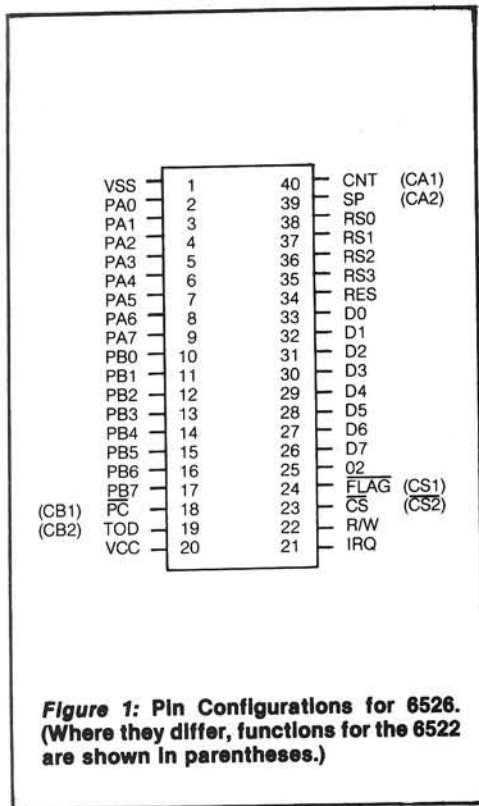 VSS 1 40 CNT (CA1)
PA0 2 39 SP (CA2)
PA1 3 38 RS0
PA2 4 37 RS1
PA3 5 36 RS2
PA4 6 35 RS3
PA5 7 34 RES
PA6 8 33 D0
PA7 9 32 D1
PB0 10 31 D2
PB1 11 30 D3
PB2 12 29 D4
PB3 13 28 D5
PB4 14 27 D6
PB5 15 26 D7
PB6 16 25 02
PB7 17 24 FLAG (CS1)
(CB1) PC 18 23 CS (CS2)
(CB2) TOD 19 22 R/W
VCC 20 21 IRQ
Figure 1: Pin Configurations for 6526.
(Where they differ, functions for the 6522
are shown in parentheses.)